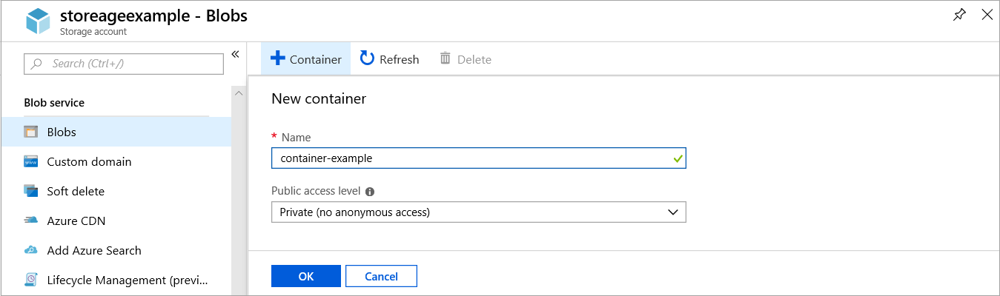 storeageexample - Blobs
Storage account
Search (Ctrl+/)
Blob service
Blobs
Custom domain
Soft delete
Azure CDN
Add Azure Search
Lifecycle Management (previ...
Container
Refresh
Delete
New container
* Name
container-example
Public access level
Private (no anonymous access)
OK
Cancel